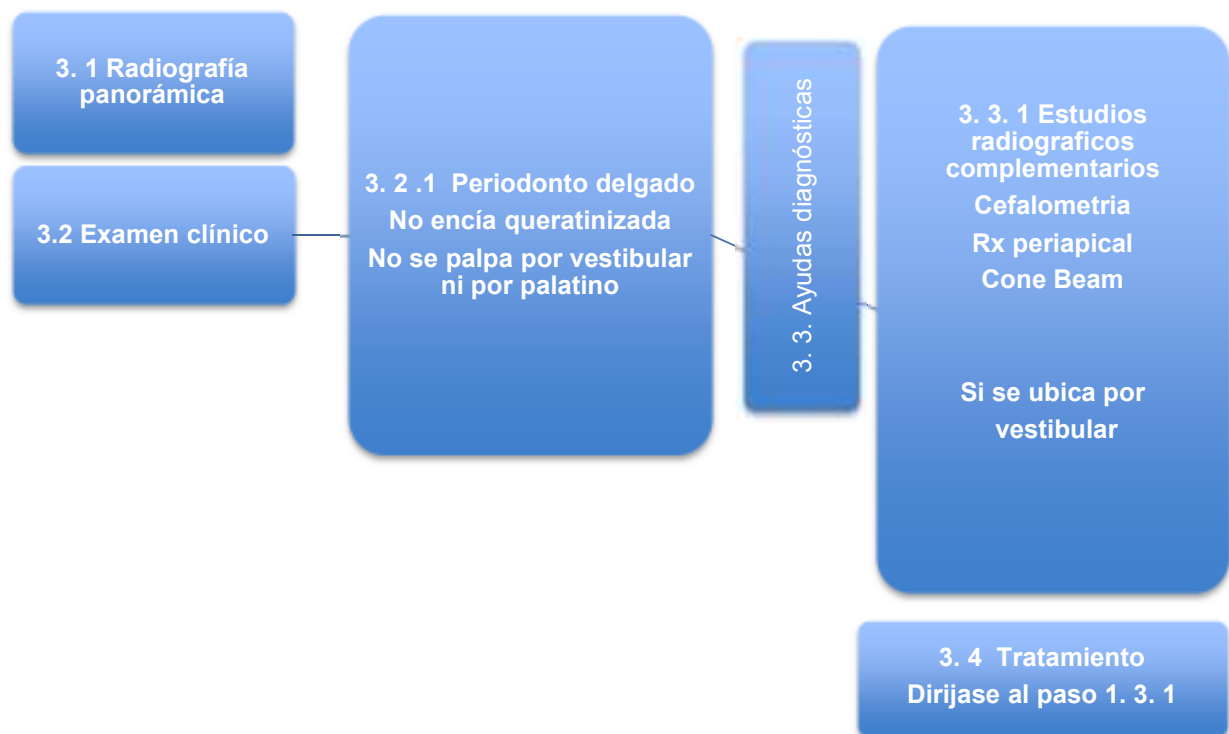 3. 1 Radiografía
panorámica
3.2 Examen clínico
3. 2 .1 Periodonto delgado
No encía queratinizada
No se palpa por vestibular
ni por palatino
3. 3. Ayudas diagnósticas
3. 3. 1 Estudios
radiograficos
complementarios
Cefalometria
Rx periapical
Cone Beam
Si se ubica por
vestibular
3. 4 Tratamiento
Dirijase al paso 1. 3. 1